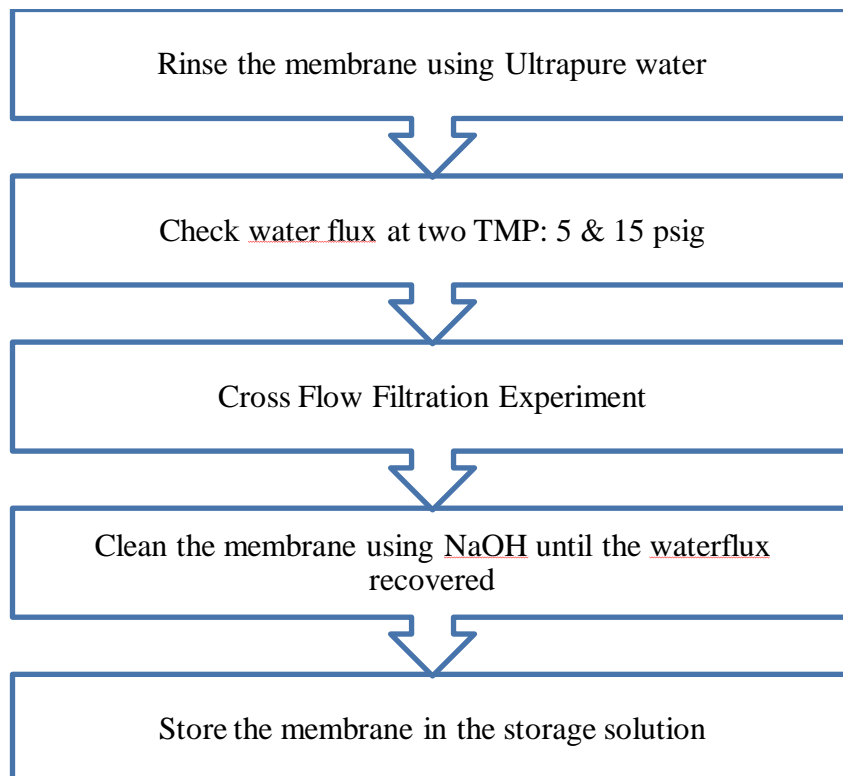 Rinse the membrane using Ultrapure water
Check water flux at two TMP: 5 & 15 psig
Cross Flow Filtration Experiment
Clean the membrane using NaOH until the waterflux
recovered
Store the membrane in the storage solution